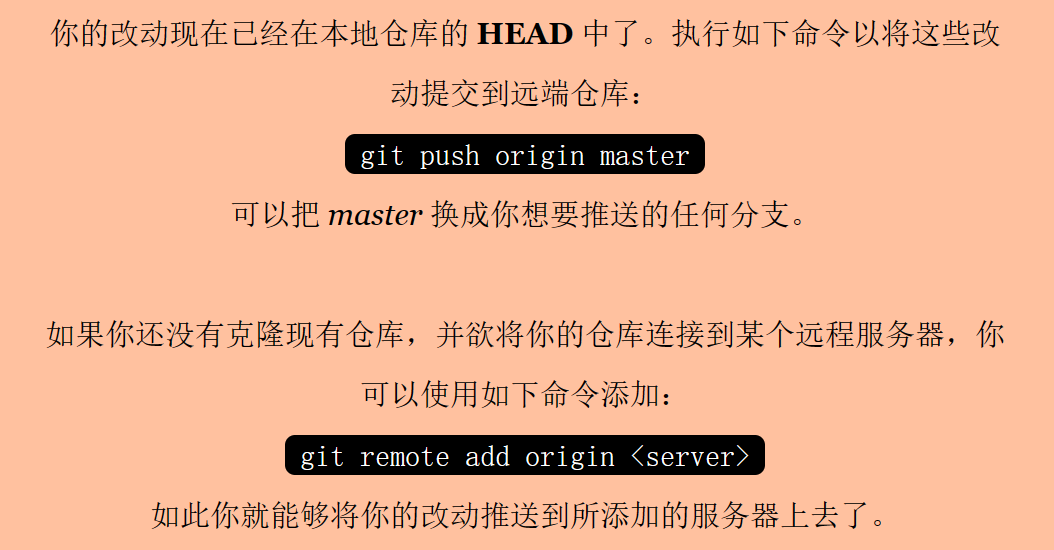 你的改动现在已经在本地仓库的 HEAD 中了。执行如下命令以将这些改
动提交到远端仓库：
git push origin master
可以把 master 换成你想要推送的任何分支。
如果你还没有克隆现有仓库，并欲将你的仓库连接到某个远程服务器，你
可以使用如下命令添加：
git remote add origin <server>
如此你就能够将你的改动推送到所添加的服务器上去了。